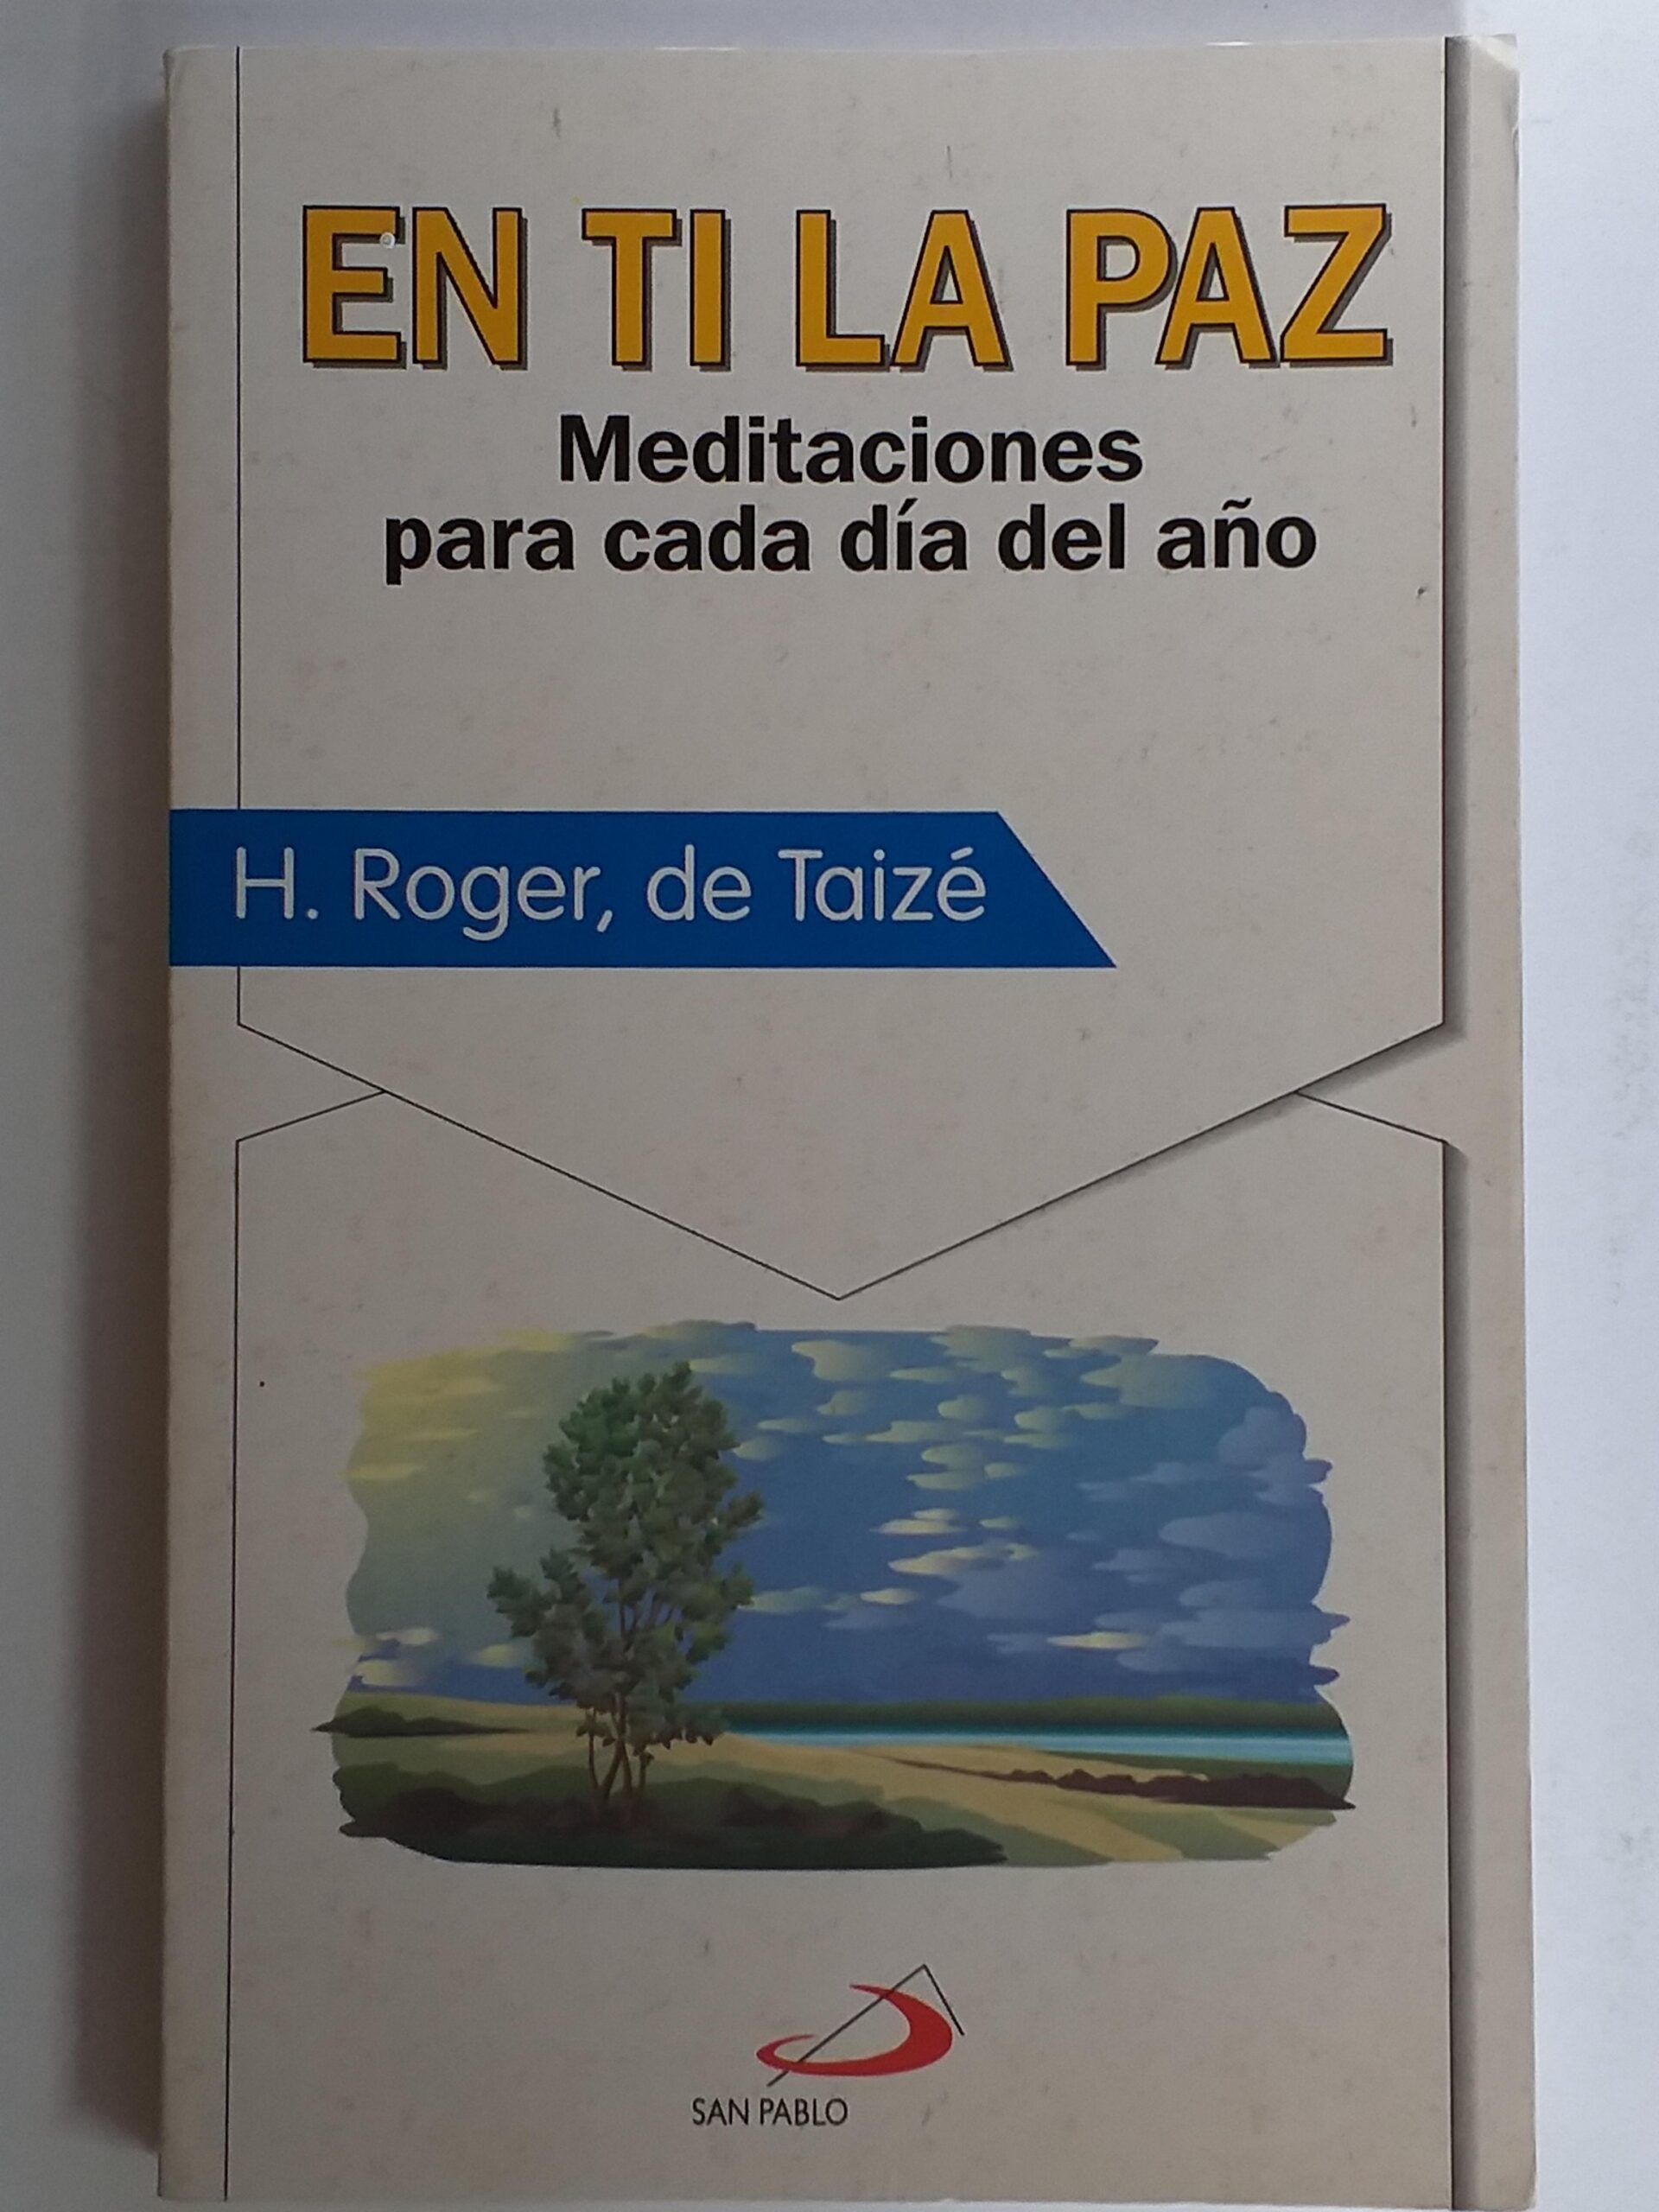 EN TI LA PAZ
Meditaciones
para cada día del año
H. Roger, de Taizé
SAN PABLO